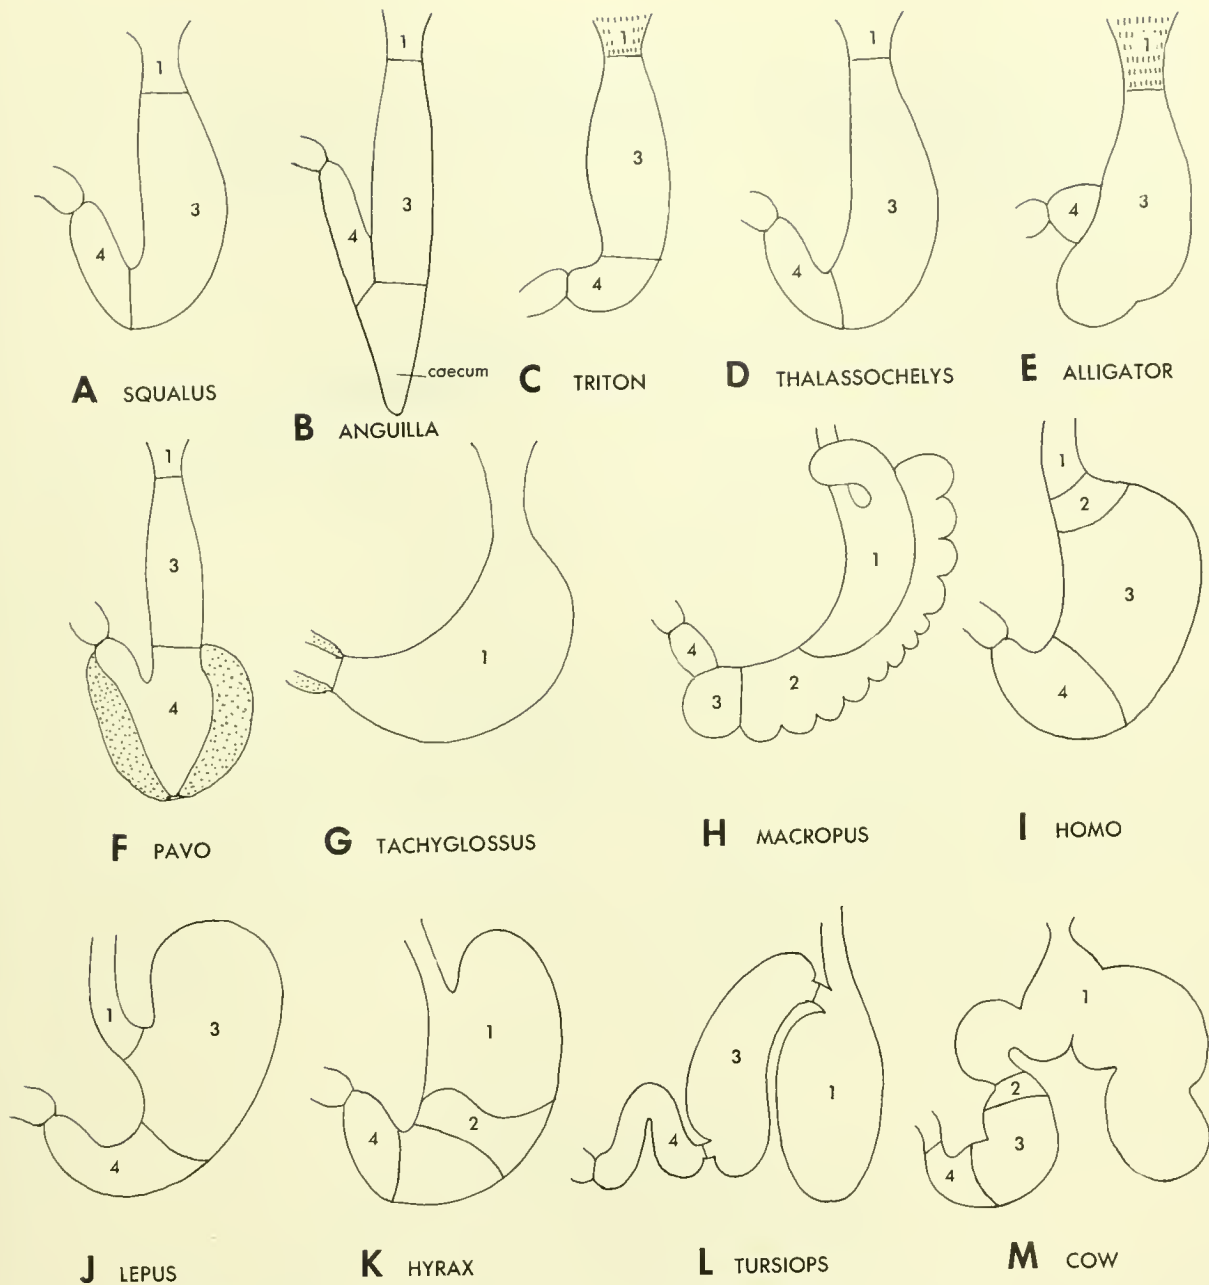 1 1 1 1 1
3 3 3 3 3
4 4 4 4 4
caecum
A SQUALUS
B ANGUILLA
C TRITON
D THALASSOCHELYS
E ALLIGATOR
1 3 4
1
1 2 3 4
1 2 3 4
F PAVO
G TACHYGLOSSUS
H MACROPUS
I HOMO
1 3 4
1 2 4
3 1 4
1 2 3 4
J LEPUS
K HYRAX
L TURSIOPS
M COW